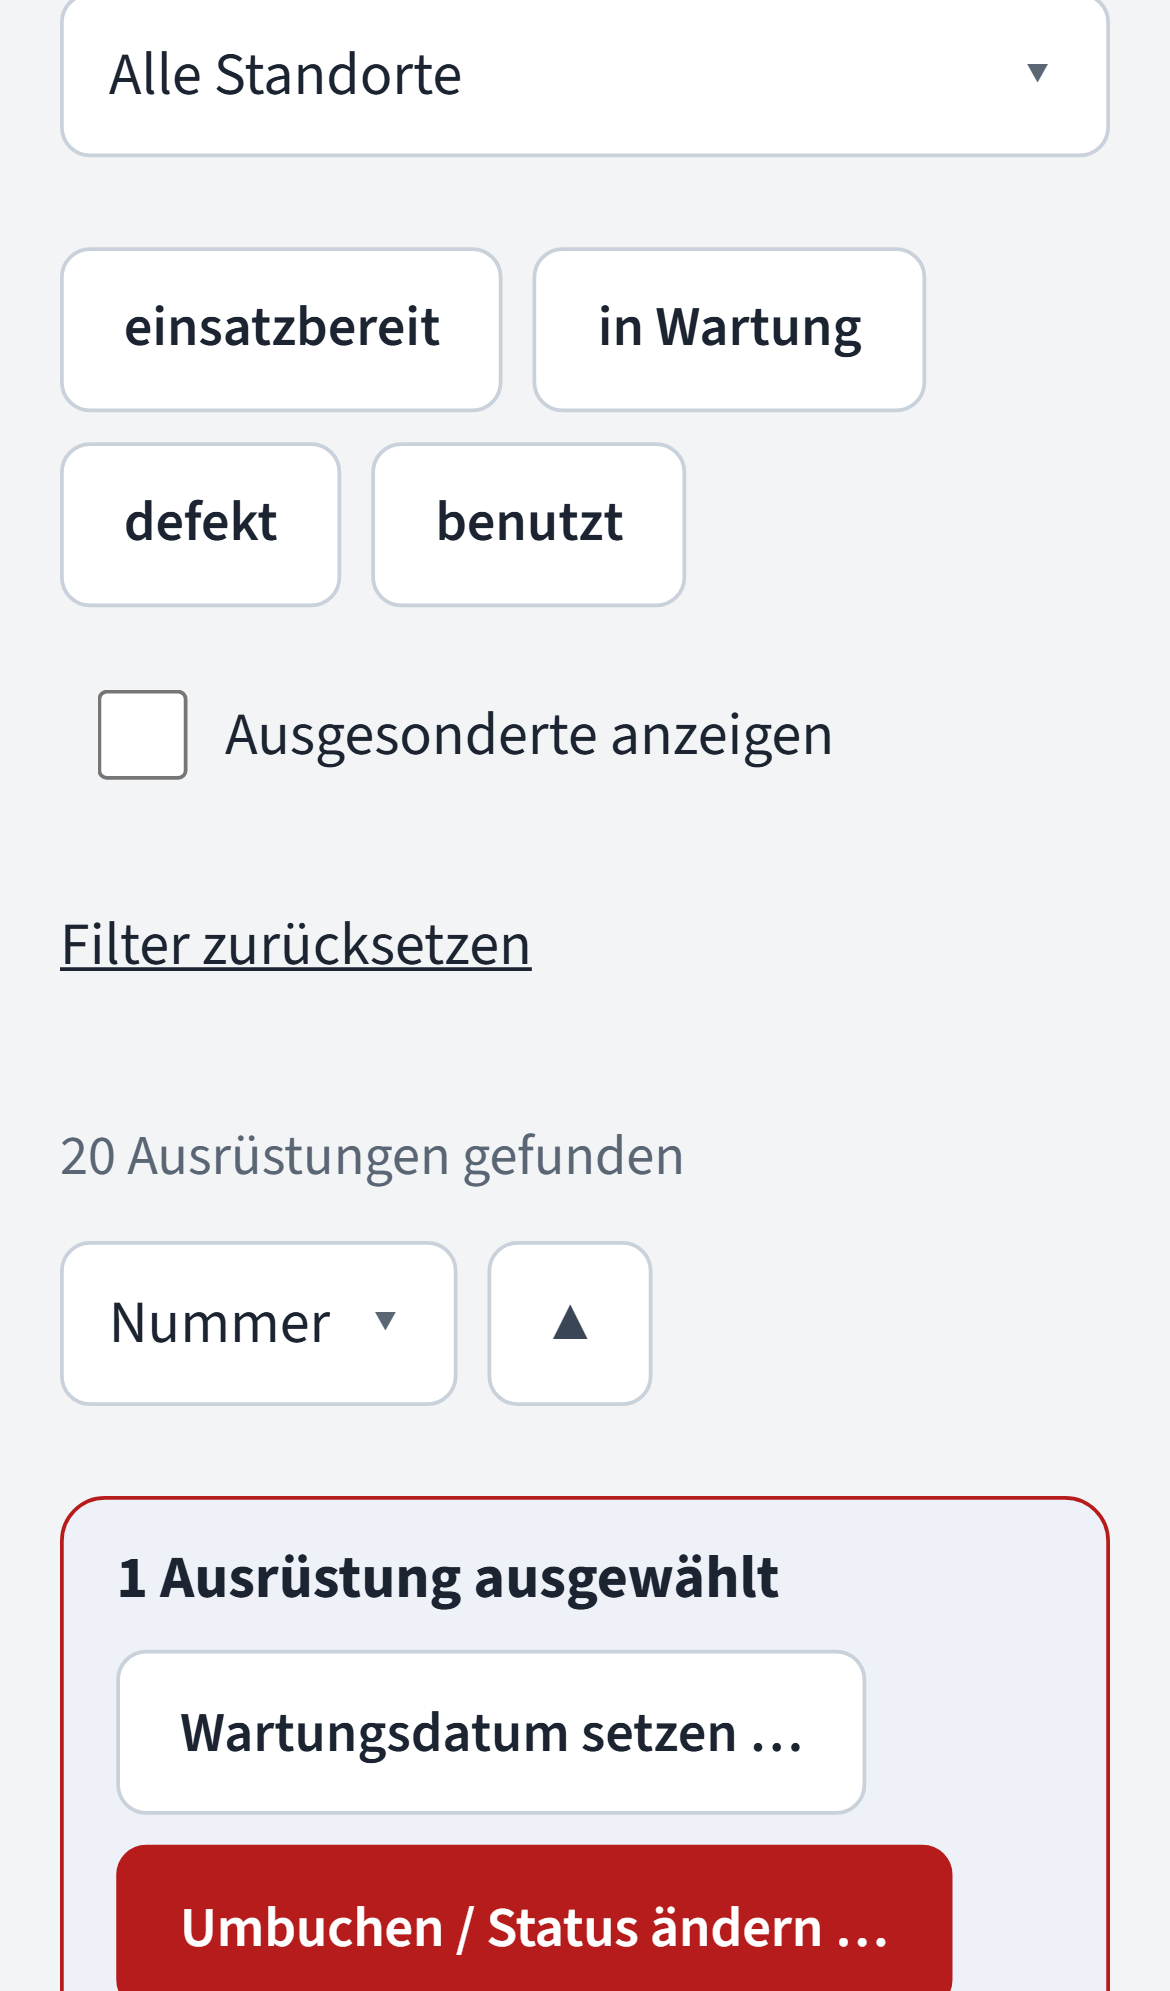 Alle Standorte
einsatzbereit
in Wartung
defekt
benutzt
Ausgesonderte anzeigen
Filter zurücksetzen
20 Ausrüstungen gefunden
Nummer
1 Ausrüstung ausgewählt
Wartungsdatum setzen …
Umbuchen / Status ändern …